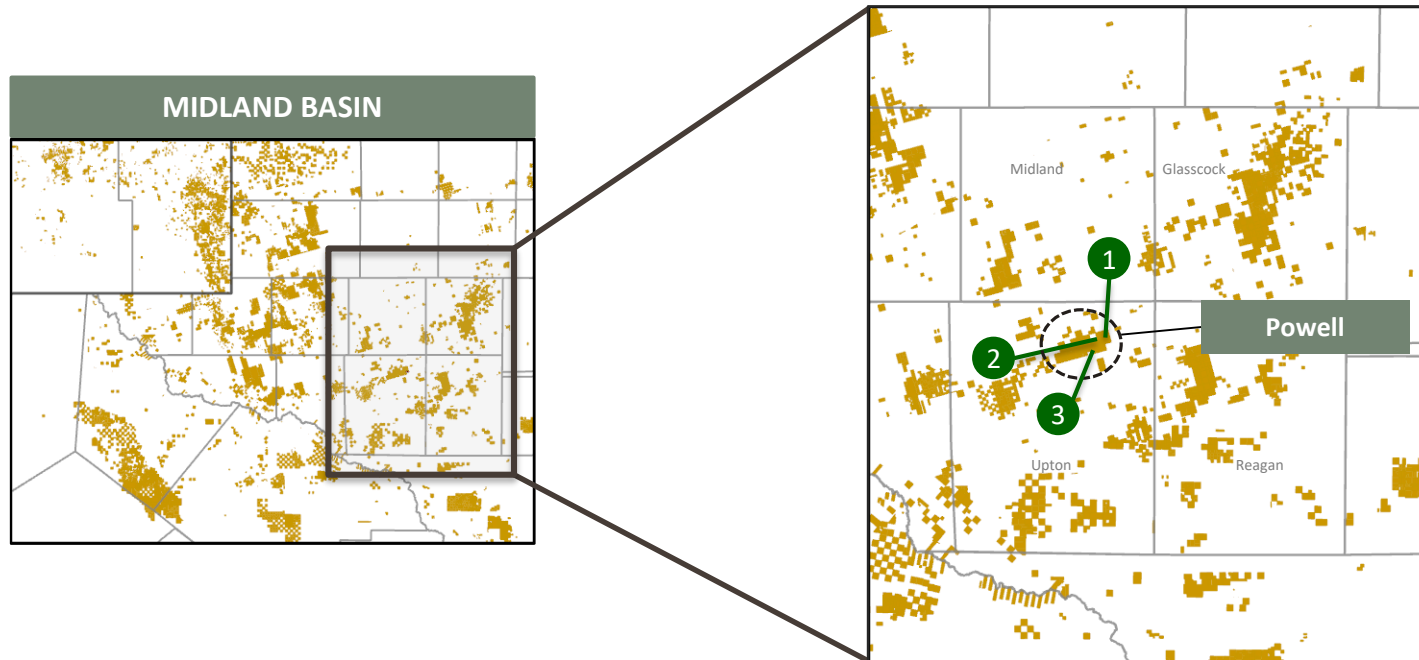 MIDLAND BASIN
Midland
Glasscock
1
Powell
2
3
Upton
Reagan